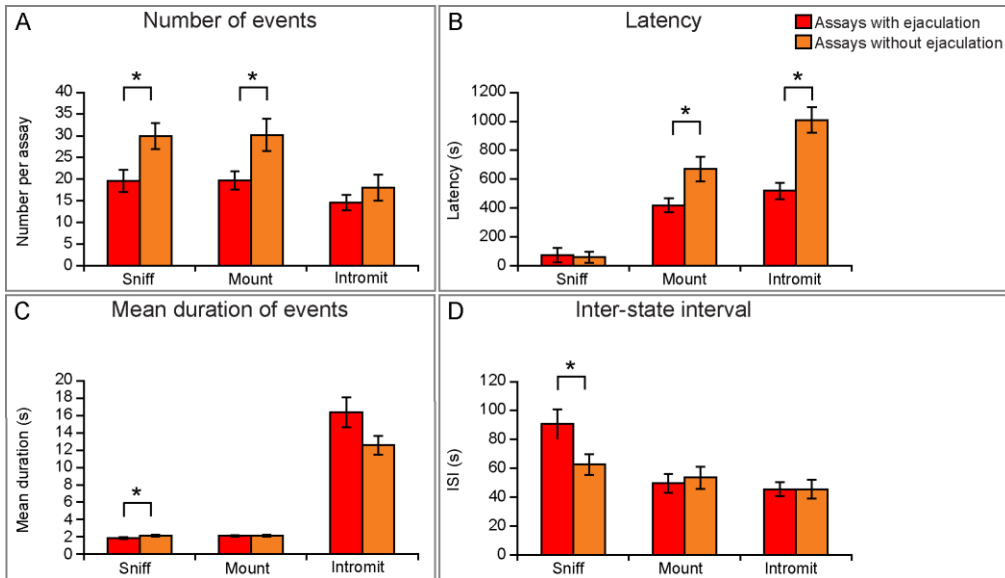 A
Number of events
Number per assay
40
35
30
25
20
15
10
5
0
*
*
Sniff
Mount
Intromit
B
Latency
Assays with ejaculation
Assays without ejaculation
Latency (s)
1200
1000
800
600
400
200
0
*
*
Sniff
Mount
Intromit
C
Mean duration of events
Mean duration (s)
20
18
16
14
12
10
8
6
4
2
0
*
Sniff
Mount
Intromit
D
Inter-state interval
ISI (s)
120
100
80
60
40
20
0
*
Sniff
Mount
Intromit